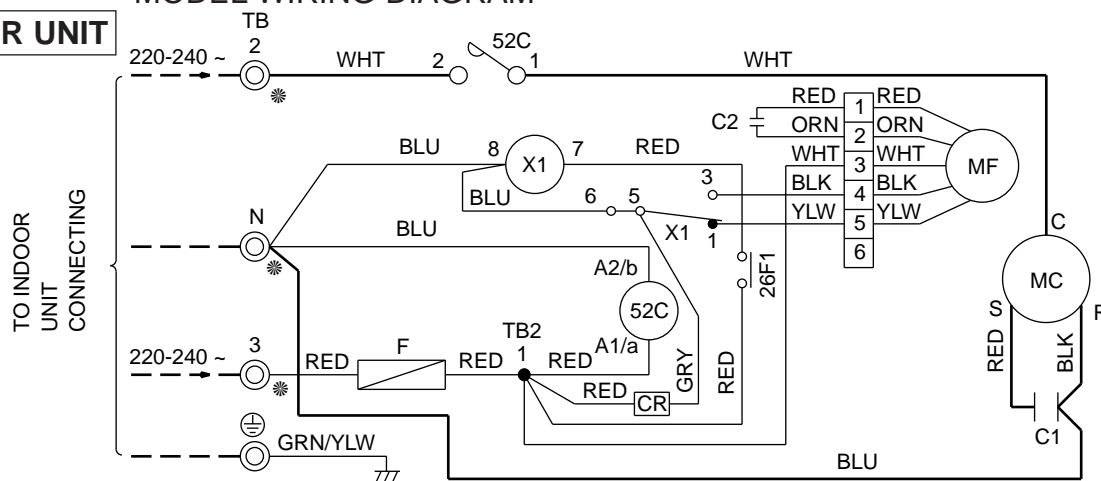 MODEL WIRING DIAGRAM
R UNIT
TB
2
220-240 ~
WHT
2
52C
1
WHT
C2
RED
1
RED
ORN
2
ORN
WHT
3
WHT
BLK
4
BLK
YLW
5
YLW
6
MF
BLU
8
X1
7
RED
BLU
6
5
3
X1
1
26F1
TO INDOOR
UNIT
CONNECTING
N
BLU
A2/b
52C
A1/a
C
MC
S
R
RED
BLK
C1
220-240 ~
3
RED
F
RED
TB2
1
RED
RED
CR
GRY
RED
GRN/YLW
BLU